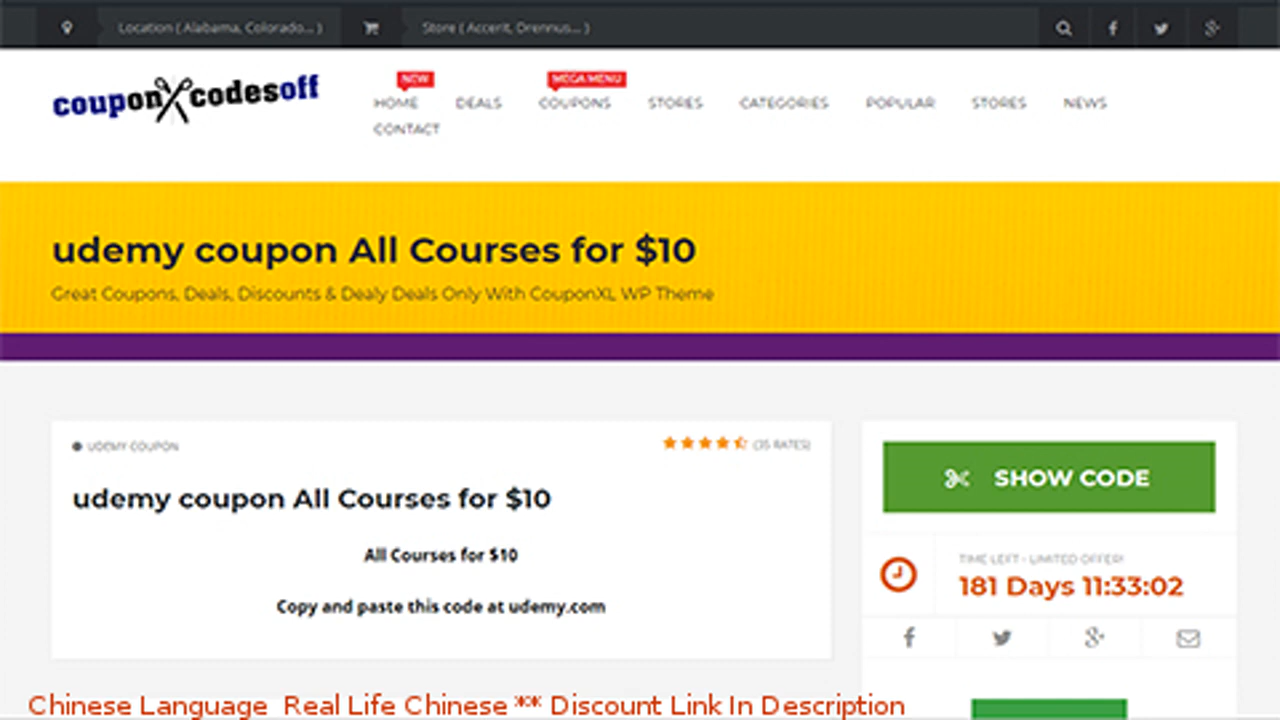 Location ( Alabama, Colorado... )
Store ( Accerit, Drennus... )
couponcodesoff
NEW
MEGA MENU
HOME DEALS COUPONS STORES CATEGORIES POPULAR STORES NEWS
CONTACT
udemy coupon All Courses for $10
Great Coupons, Deals, Discounts & Dealy Deals Only With CouponXL WP Theme
UDEMY COUPON
(35 RATES)
udemy coupon All Courses for $10
All Courses for $10
Copy and paste this code at udemy.com
SHOW CODE
TIME LEFT - LIMITED OFFER!
181 Days 11:33:02
Chinese Language Real Life Chinese ** Discount Link In Description